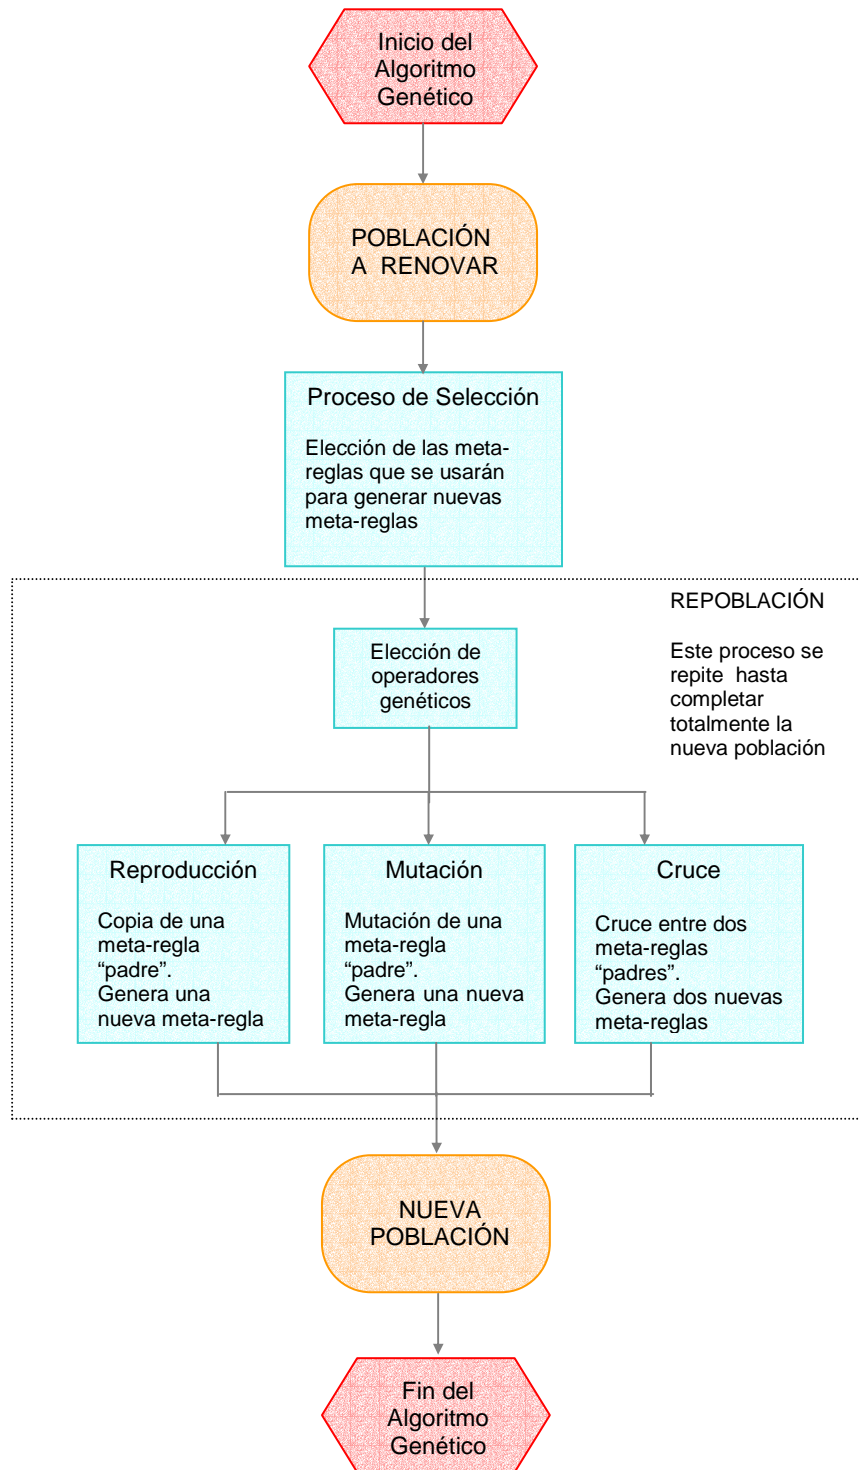 Inicio del
Algoritmo
Genético
POBLACIÓN
A RENOVAR
Proceso de Selección
Elección de las meta-
reglas que se usarán
para generar nuevas
meta-reglas
REPOBLACIÓN
Este proceso se
repite hasta
completar
totalmente la
nueva población
Elección de
operadores
genéticos
Reproducción
Copia de una
meta-regla
“padre”.
Genera una
nueva meta-regla
Mutación
Mutación de una
meta-regla
“padre”.
Genera una nueva
meta-regla
Cruce
Cruce entre dos
meta-reglas
“padres”.
Genera dos nuevas
meta-reglas
NUEVA
POBLACIÓN
Fin del
Algoritmo
Genético